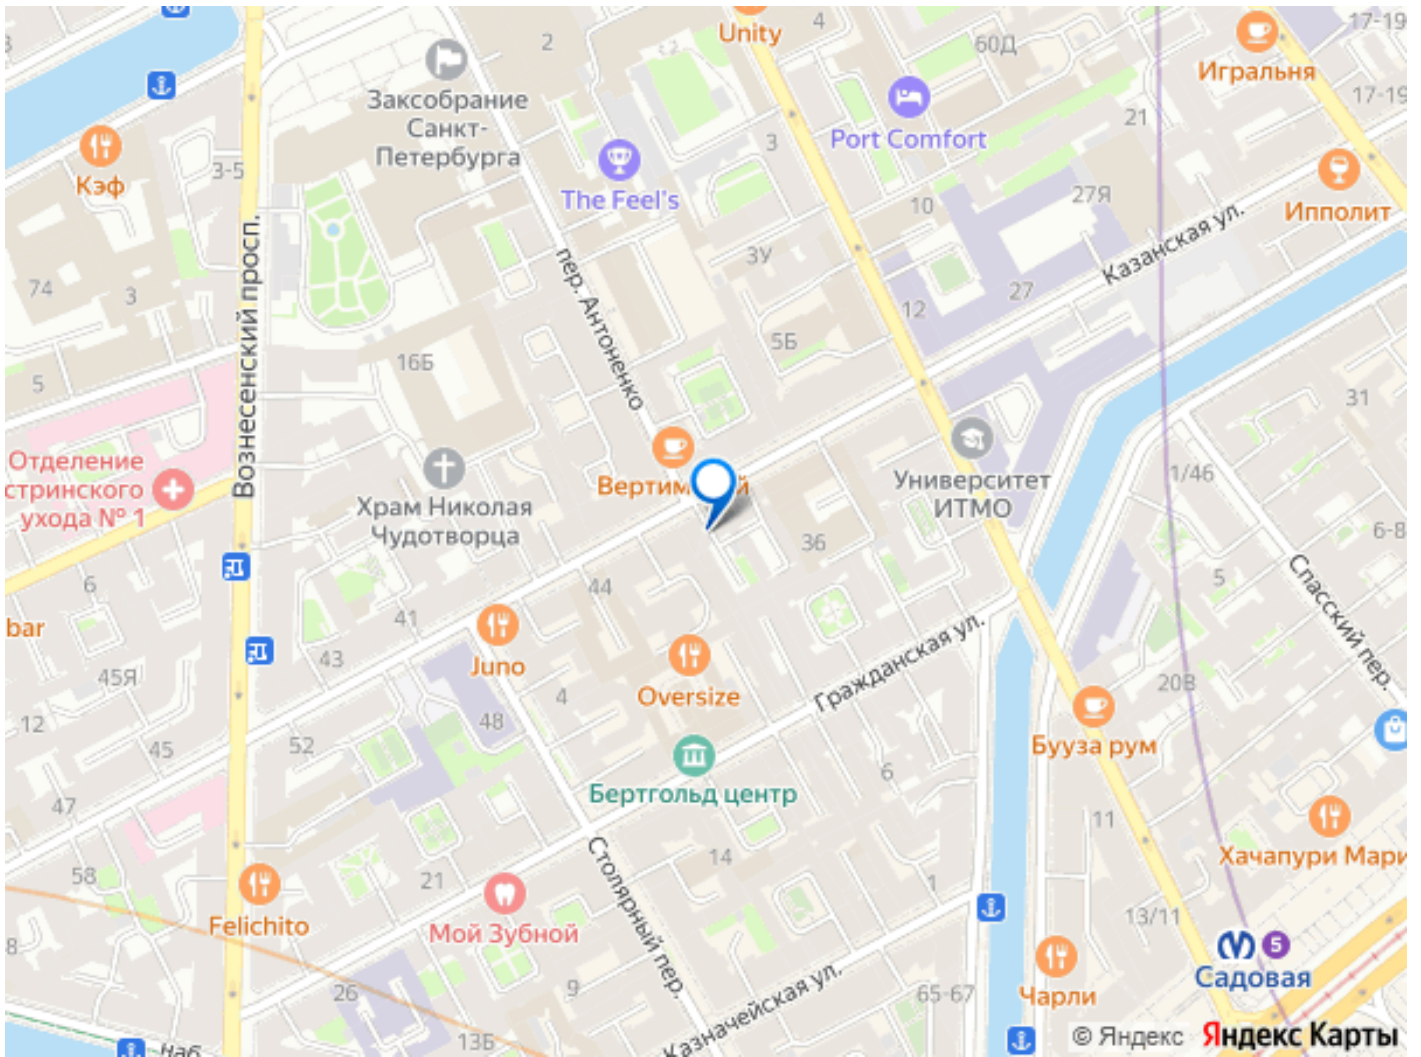 Unity
4
2
60Д
17-19
Игральня
17-19
Заксобрание
Санкт-
Петербурга
Port Comfort
21
3
Кэф
3-5
The Feel's
27Я
10
Ипполит
Казанская ул.
Вознесенский просп.
пер. Антоненко
3У
74
3
27
12
5Б
16Б
5
31
Отделение
стринского
ухода № 1
Вертим
й
Университет
ИТМО
1/46
Храм Николая
Чудотворца
36
6-8
Спасский пер.
6
44
5
bar
41
Гражданская ул.
43
Juno
45Я
4
Oversize
20В
12
48
45
52
Бууза рум
6
Бертгольд центр
47
11
Столярный пер.
14
Хачапури Мари
58
21
1
Felichito
Мой Зубной
13/11
8
5
Садовая
Казначейская ул.
26
9
65-67
Чарли
13Б
наб.
© Яндекс Яндекс Карты